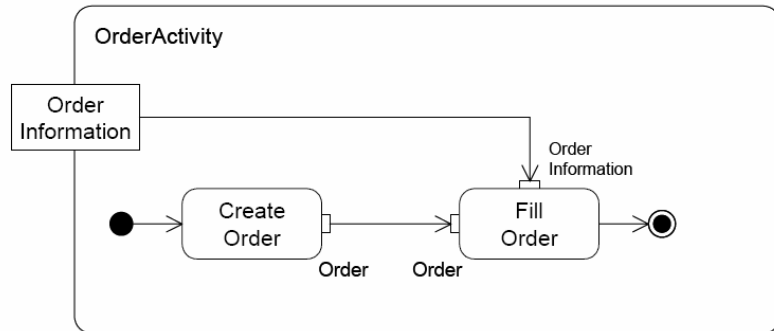 OrderActivity
Order
Information
Order
Information
Create
Order
Fill
Order
Order
Order